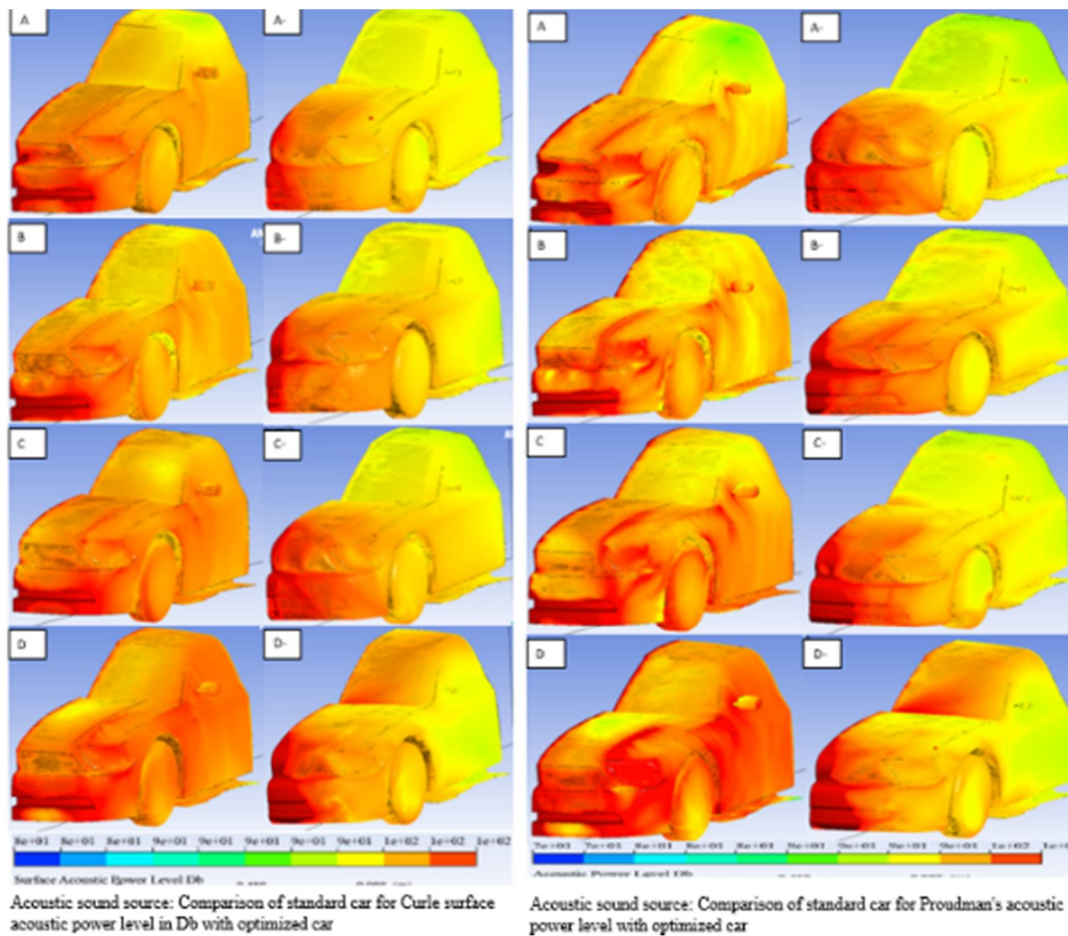 A
A-
B
B-
C
C-
D
D-
8e+01 8e+01 8e+01 9e+01 9e+01 9e+01 9e+01 9e+01 1e+02 1e+02 1e+02
Surface Acoustic Power Level Db
Acoustic sound source: Comparison of standard car for Curle surface
acoustic power level in Db with optimized car
A
A-
B
B-
C
C-
D
D-
7e+01 7e+01 8e+01 8e+01 8e+01 9e+01 9e+01 9e+01 9e+01 1e+02
Acoustic Power Level Db
Acoustic sound source: Comparison of standard car for Proudman's acoustic
power level with optimized car